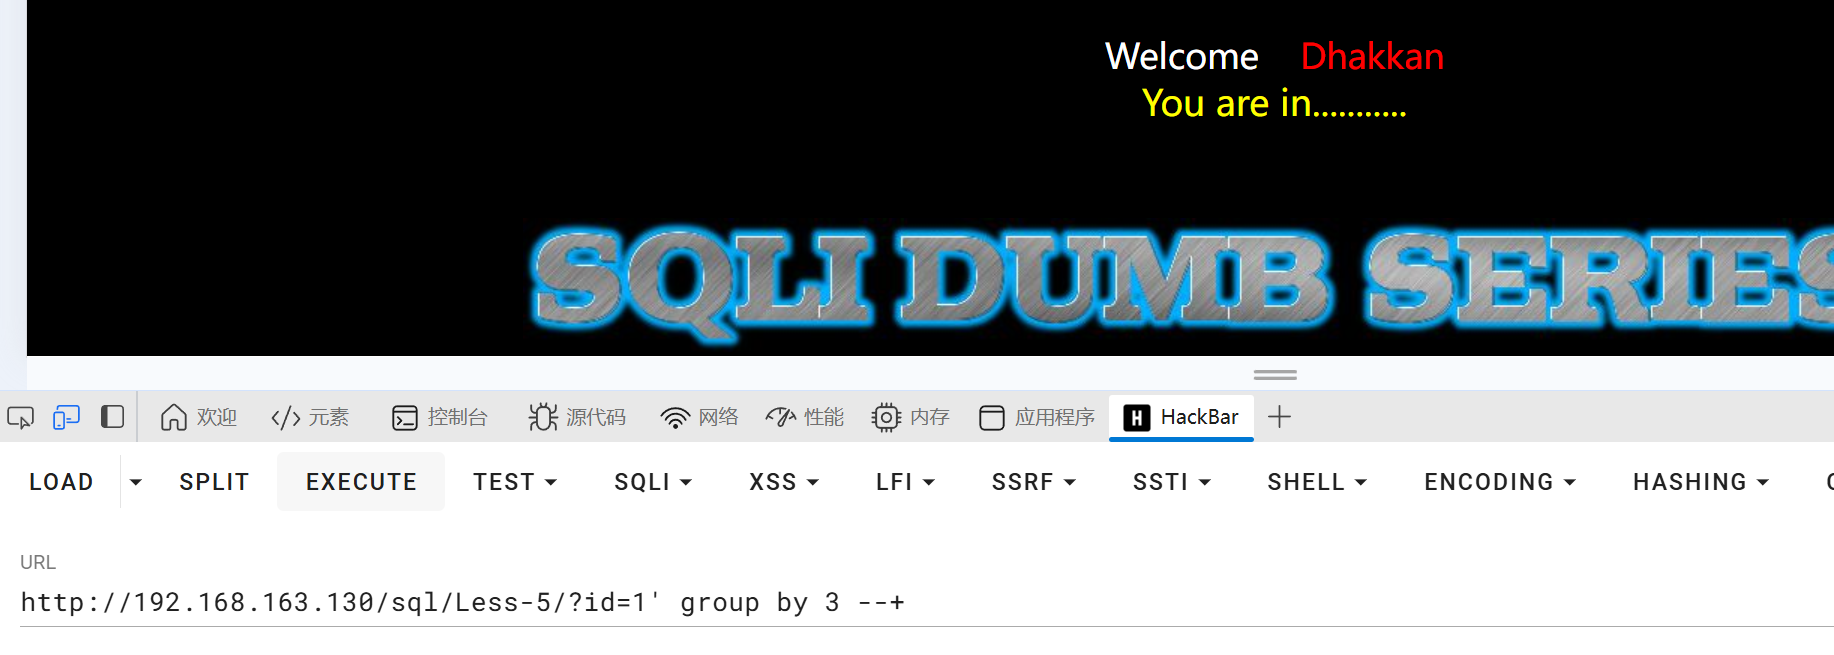 Welcome Dhakkan
You are in...........
SQLI DUMB SERIES
欢迎 元素 控制台 源代码 网络 性能 内存 应用程序 HackBar
LOAD SPLIT EXECUTE TEST SQLI XSS LFI SSRF SSTI SHELL ENCODING HASHING
URL
http://192.168.163.130/sql/Less-5/?id=1' group by 3 --+